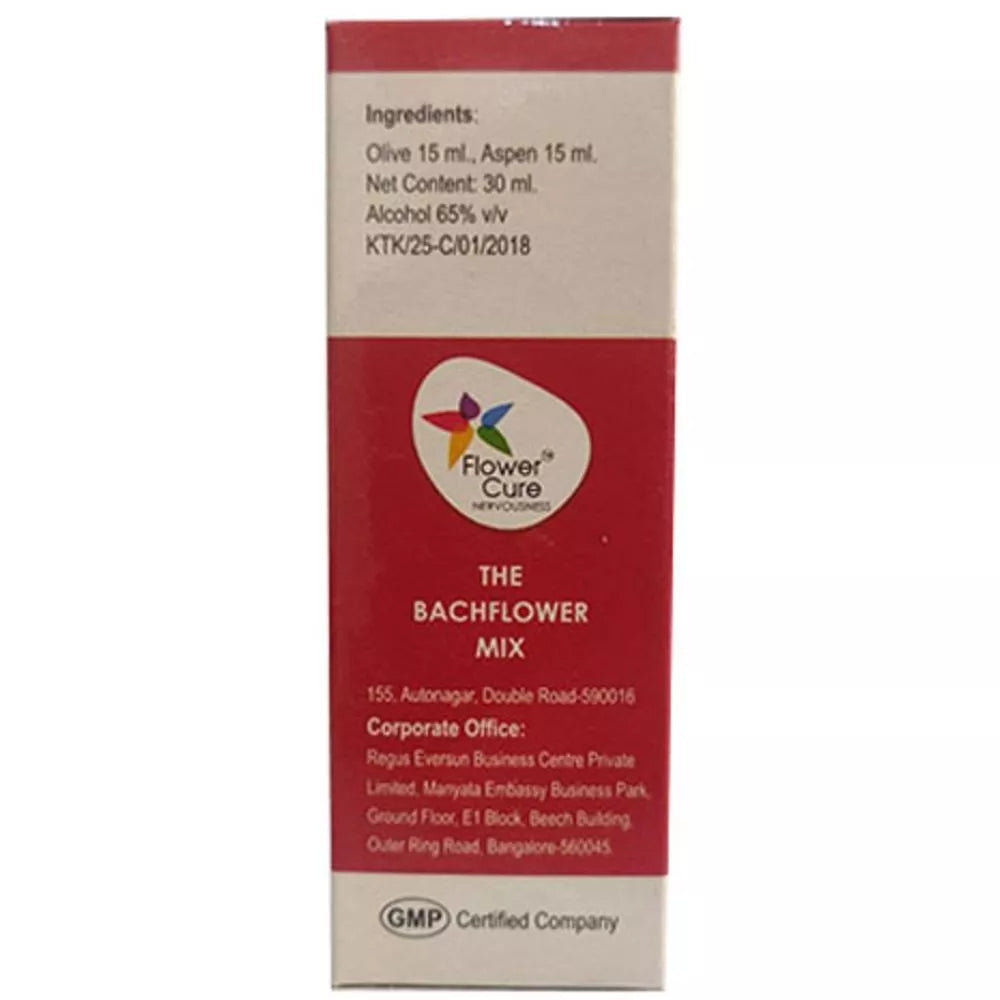 Ingredients:
Olive 15 ml., Aspen 15 ml.
Net Content: 30 ml.
Alcohol 65% v/v
KTK/25-C/01/2018
Flower TM
Cure
NERVOUSNESS
THE
BACHFLOWER
MIX
155, Autonagar, Double Road-590016
Corporate Office:
Regus Eversun Business Centre Private
Limited, Manyata Embassy Business Park,
Ground Floor, E1 Block, Beech Building,
Outer Ring Road, Bangalore-560045.
GMP Certified Company